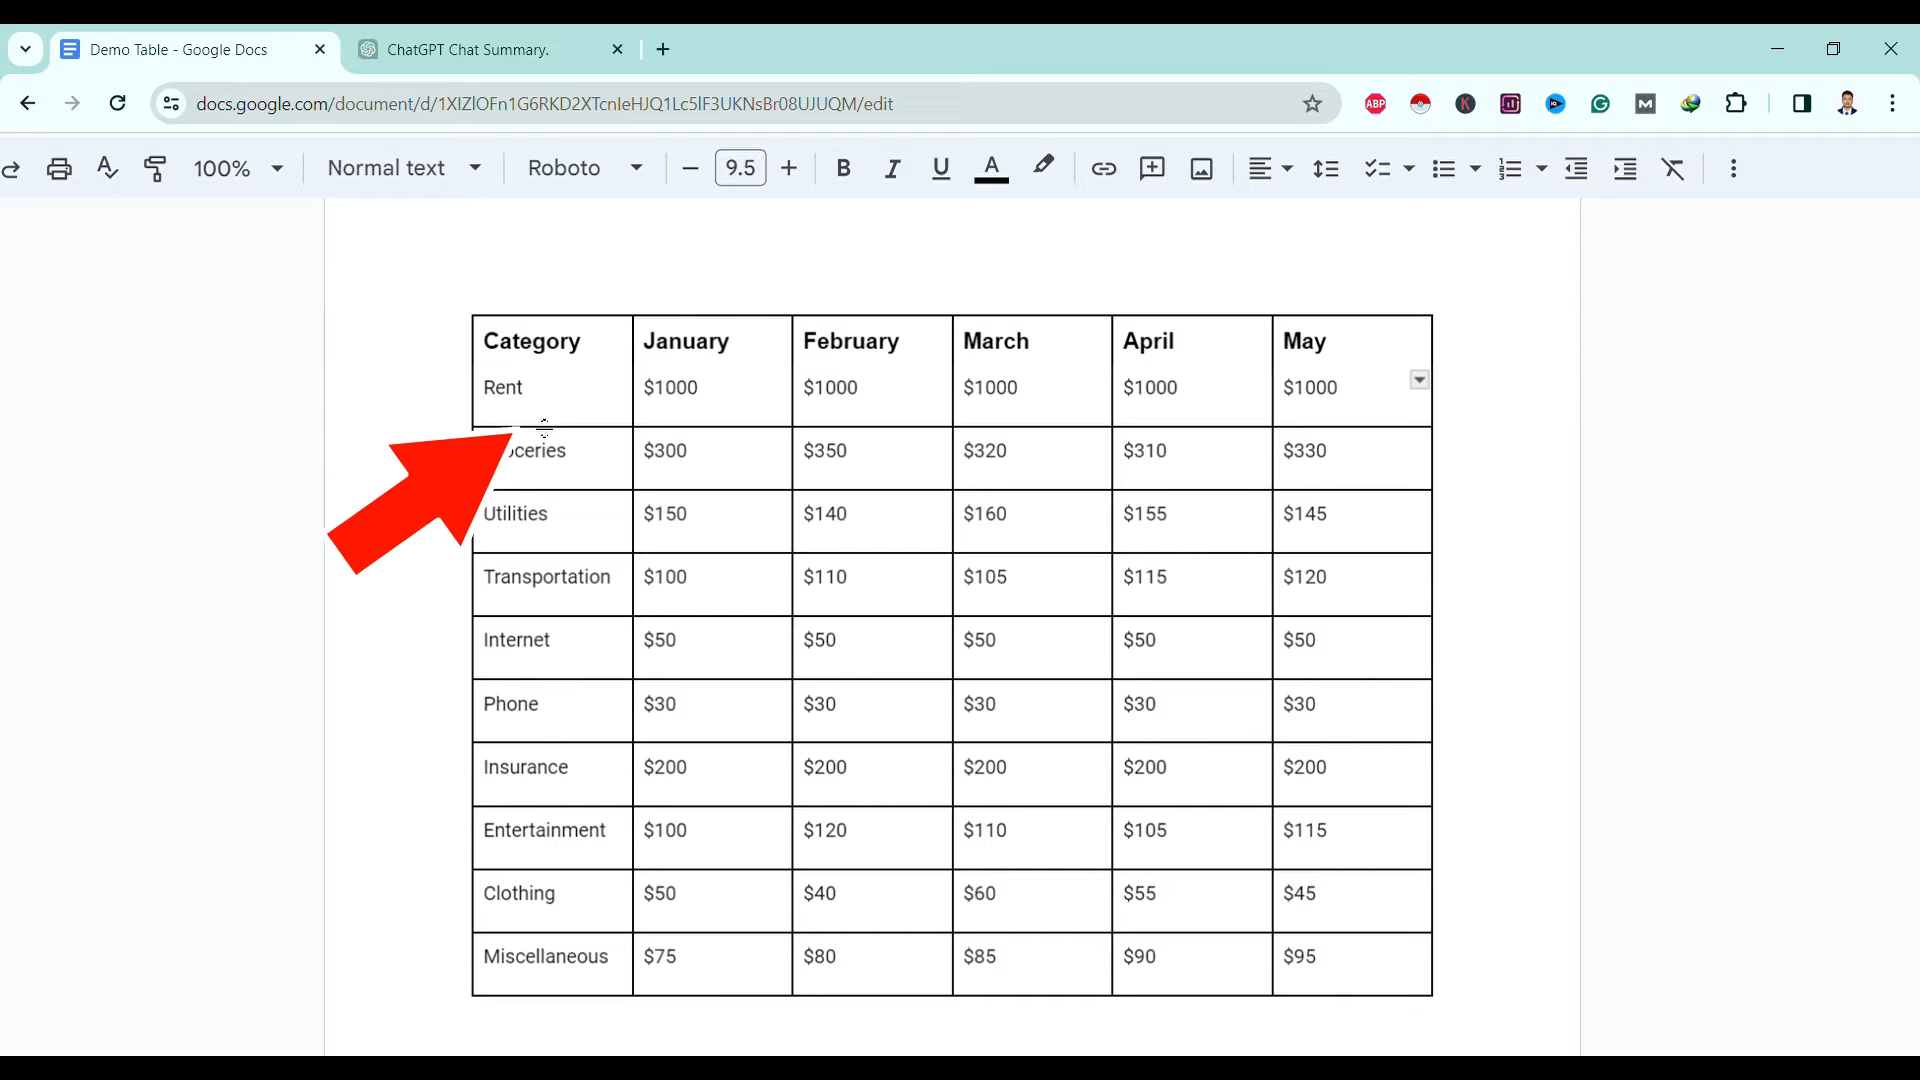 Demo Table - Google Docs
ChatGPT Chat Summary.
docs.google.com/document/d/1XIZlOFn1G6RKD2XTcnIeHJQ1Lc5lF3UKNsBr08UJUQM/edit
ABP
100% Normal text Roboto 9.5 B I U A
Category January February March April May
Rent $1000 $1000 $1000 $1000 $1000
oceries $300 $350 $320 $310 $330
Utilities $150 $140 $160 $155 $145
Transportation $100 $110 $105 $115 $120
Internet $50 $50 $50 $50 $50
Phone $30 $30 $30 $30 $30
Insurance $200 $200 $200 $200 $200
Entertainment $100 $120 $110 $105 $115
Clothing $50 $40 $60 $55 $45
Miscellaneous $75 $80 $85 $90 $95